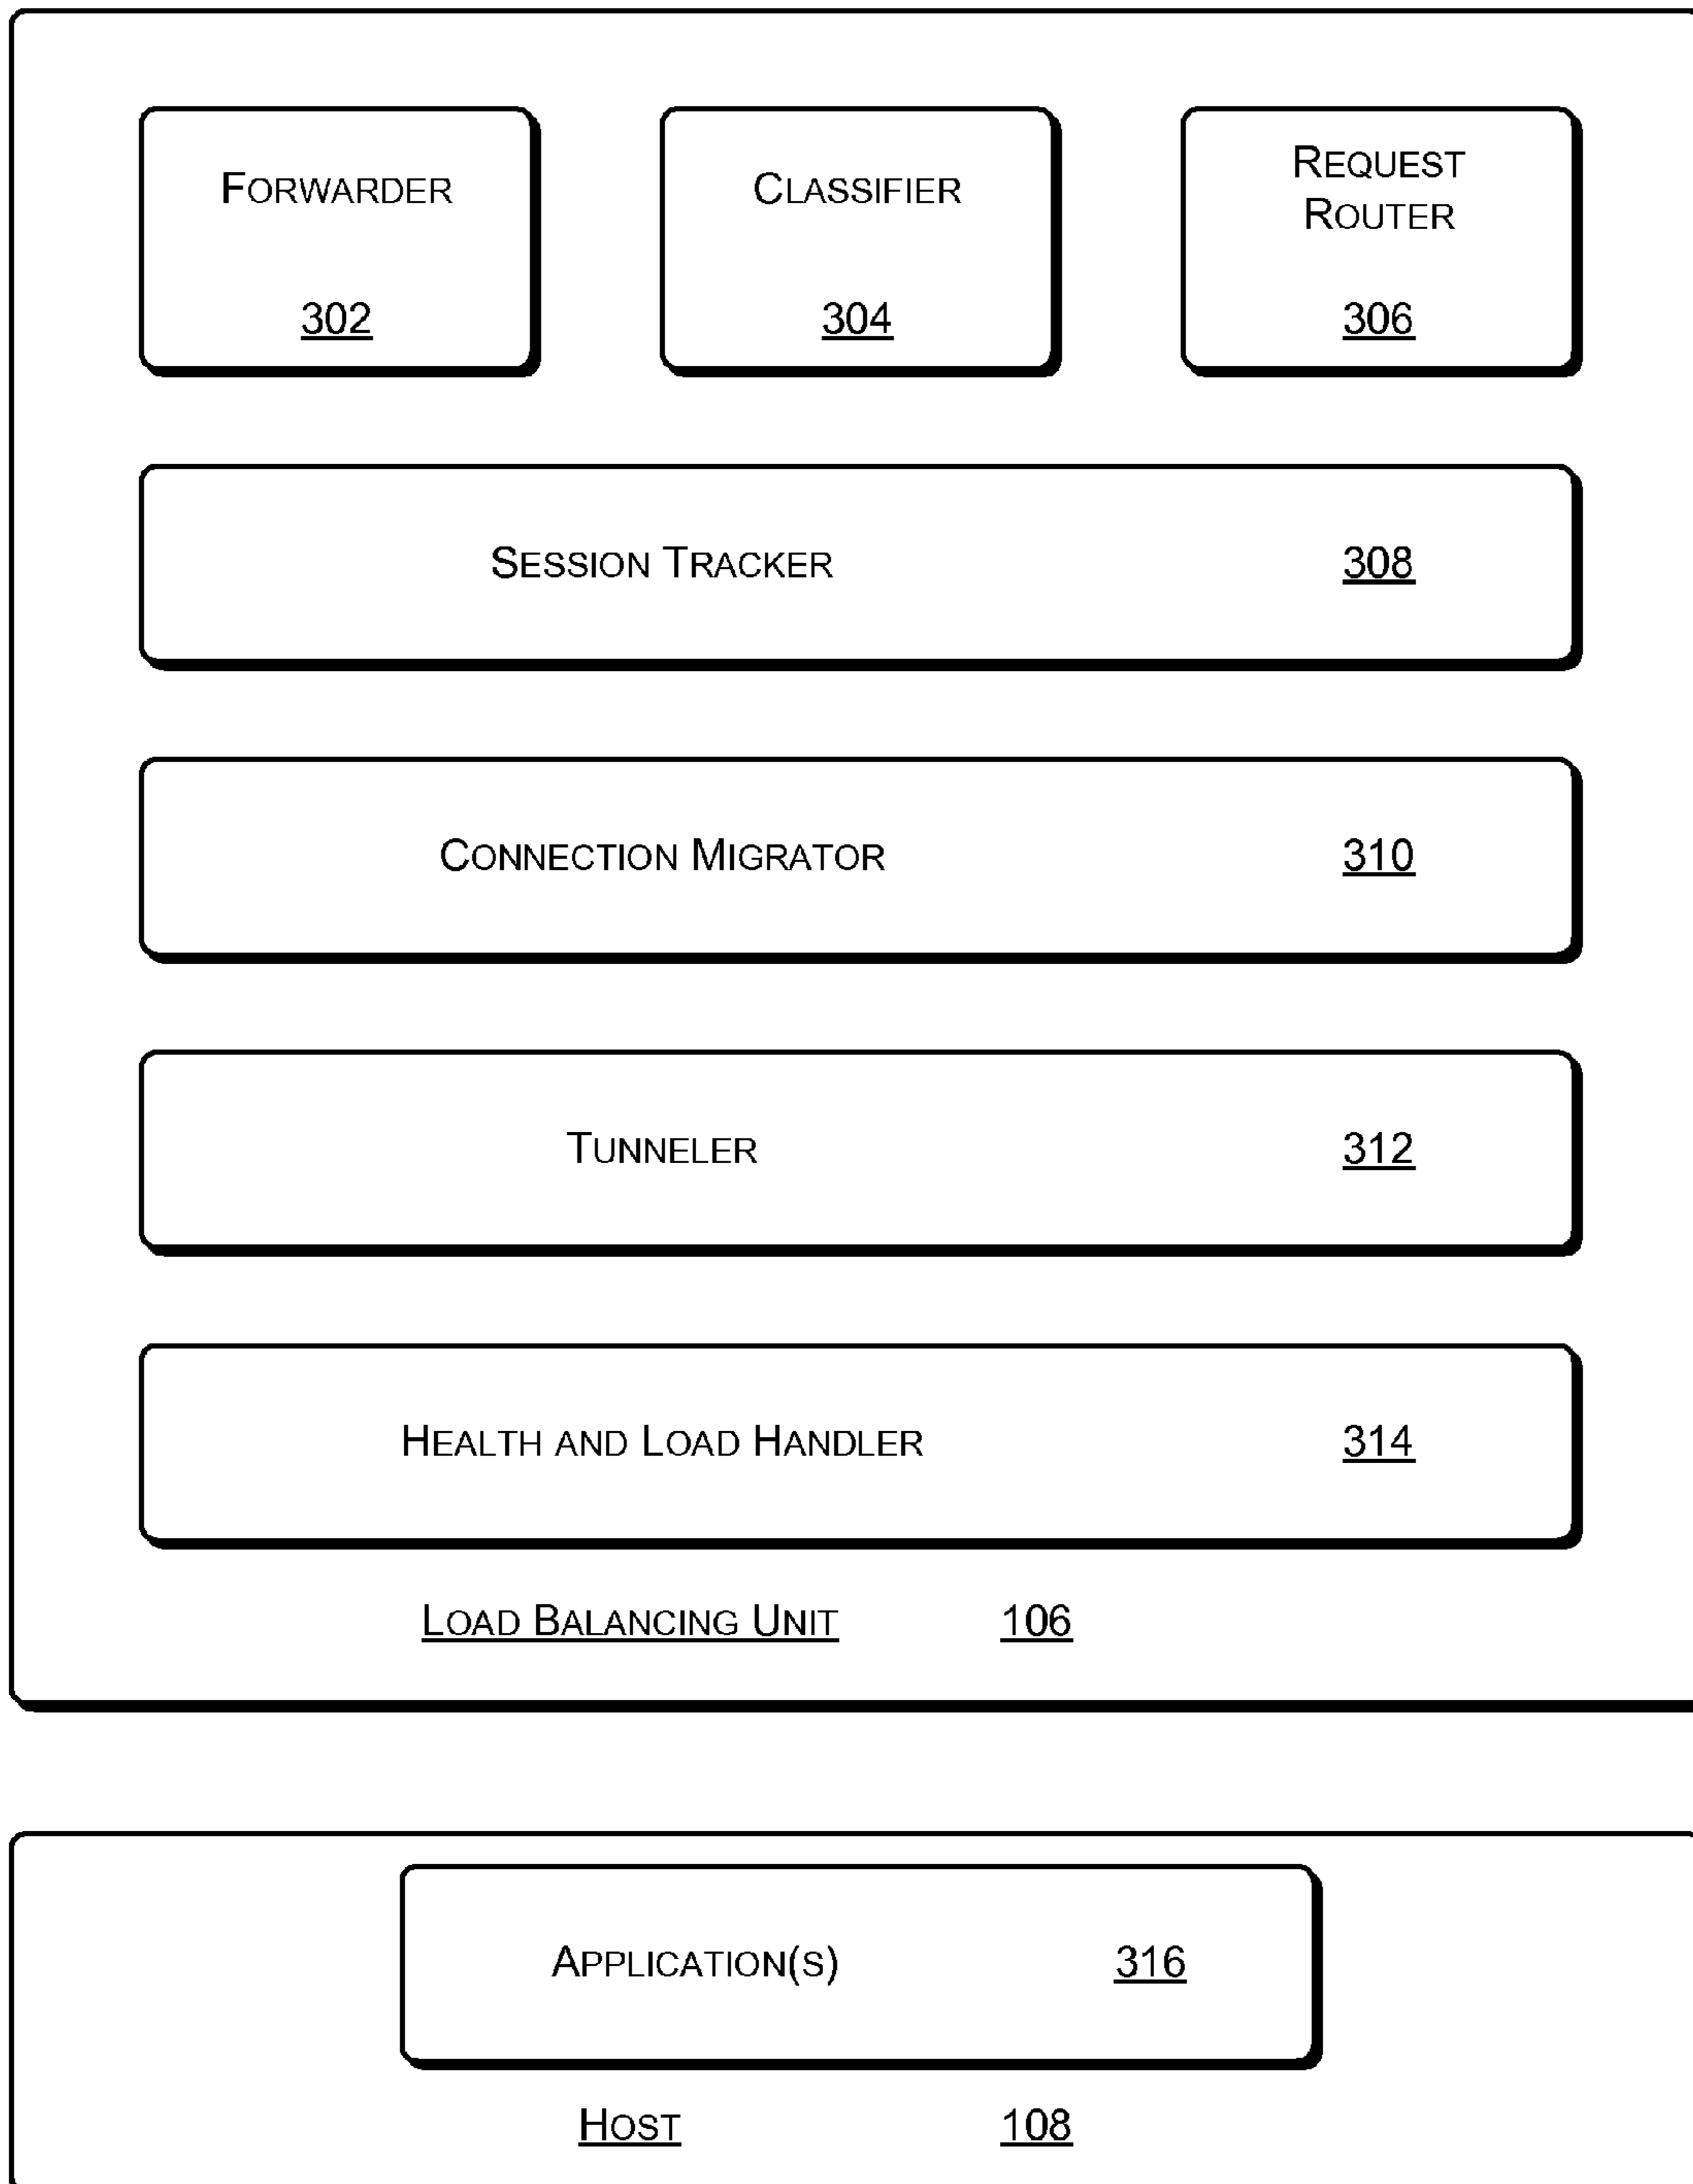 FORWARDER
302
CLASSIFIER
304
REQUEST
ROUTER
306
SESSION TRACKER 308
CONNECTION MIGRATOR 310
TUNNELER 312
HEALTH AND LOAD HANDLER 314
LOAD BALANCING UNIT 106
APPLICATION(S) 316
HOST 108